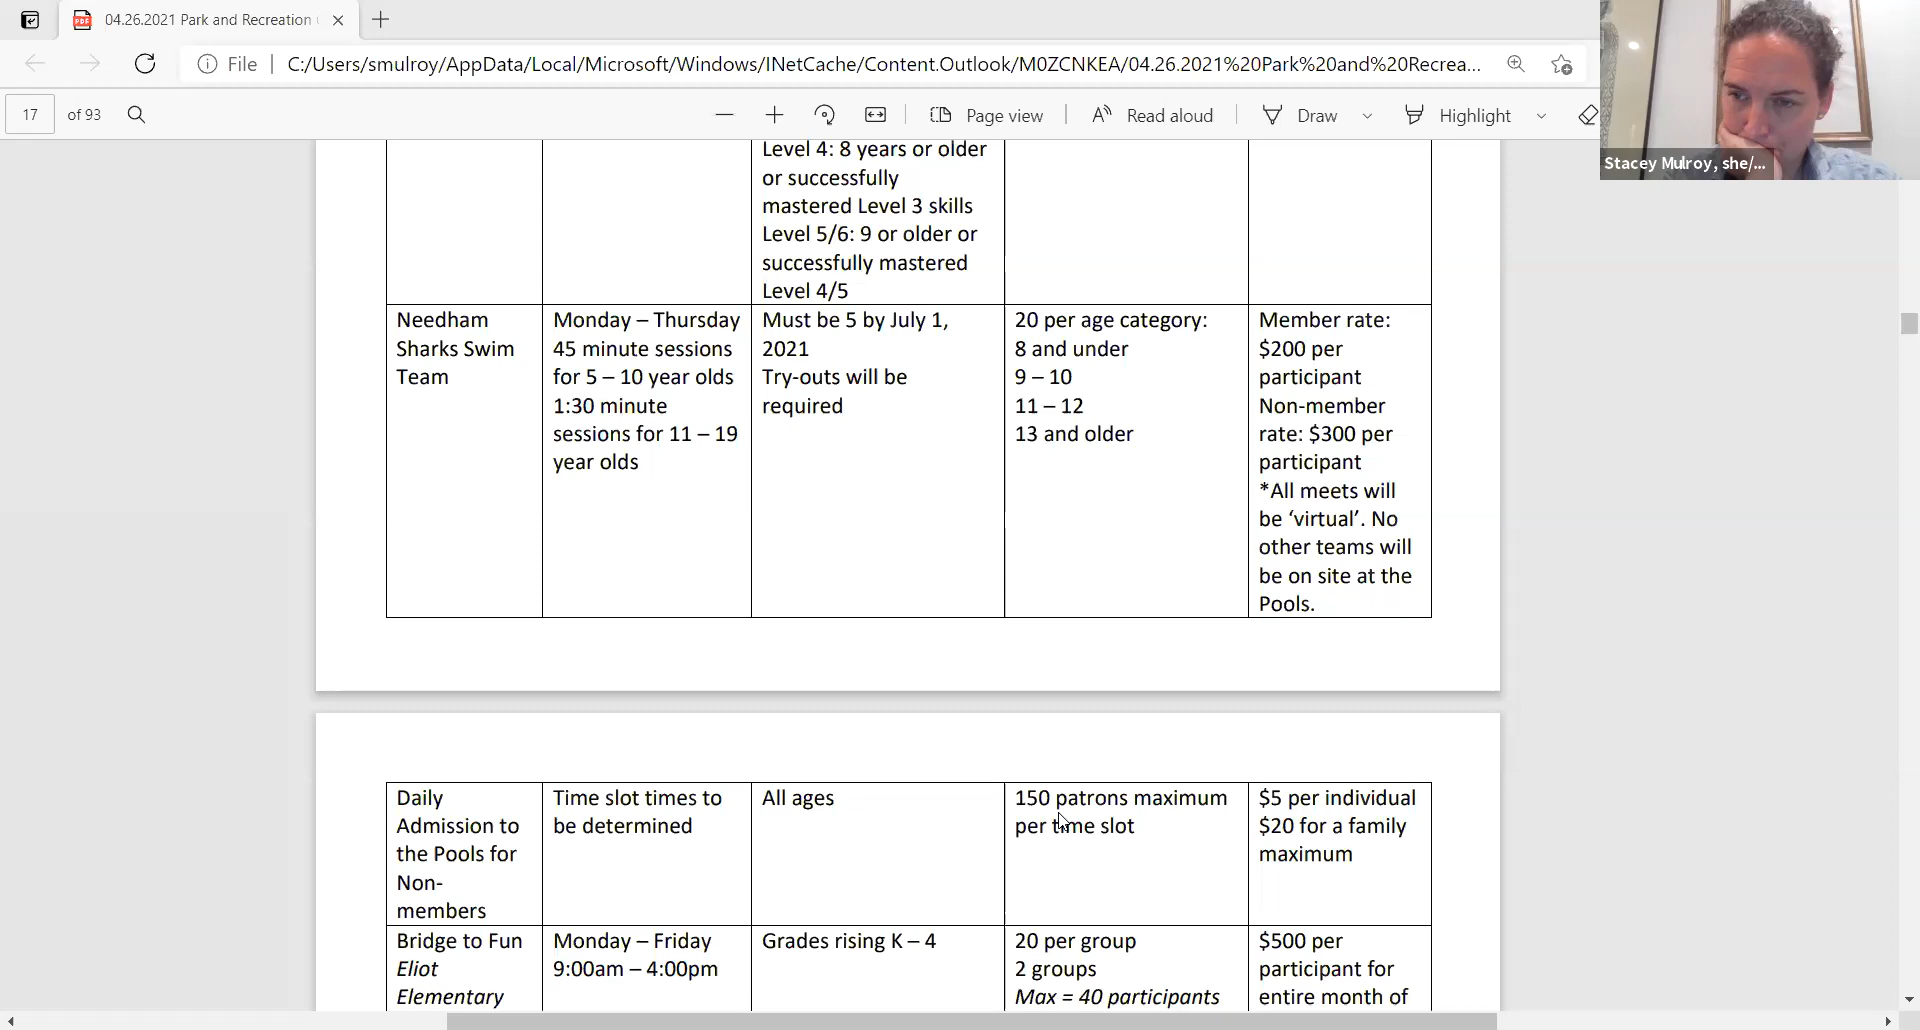 04.26.2021 Park and Recreation
File
C:/Users/smulroy/AppData/Local/Microsoft/Windows/INetCache/Content.Outlook/M0ZCNKEA/04.26.2021%20Park%20and%20Recrea...
17 of 93
Page view
Read aloud
Draw
Highlight
Stacey Mulroy, she/...
Level 4: 8 years or older
or successfully
mastered Level 3 skills
Level 5/6: 9 or older or
successfully mastered
Level 4/5
Needham
Sharks Swim
Team
Monday – Thursday
45 minute sessions
for 5 – 10 year olds
1:30 minute
sessions for 11 – 19
year olds
Must be 5 by July 1,
2021
Try-outs will be
required
20 per age category:
8 and under
9 – 10
11 – 12
13 and older
Member rate:
$200 per
participant
Non-member
rate: $300 per
participant
*All meets will
be ‘virtual’. No
other teams will
be on site at the
Pools.
Daily
Admission to
the Pools for
Non-
members
Time slot times to
be determined
All ages
150 patrons maximum
per time slot
$5 per individual
$20 for a family
maximum
Bridge to Fun
Eliot
Elementary
Monday – Friday
9:00am – 4:00pm
Grades rising K – 4
20 per group
2 groups
Max = 40 participants
$500 per
participant for
entire month of